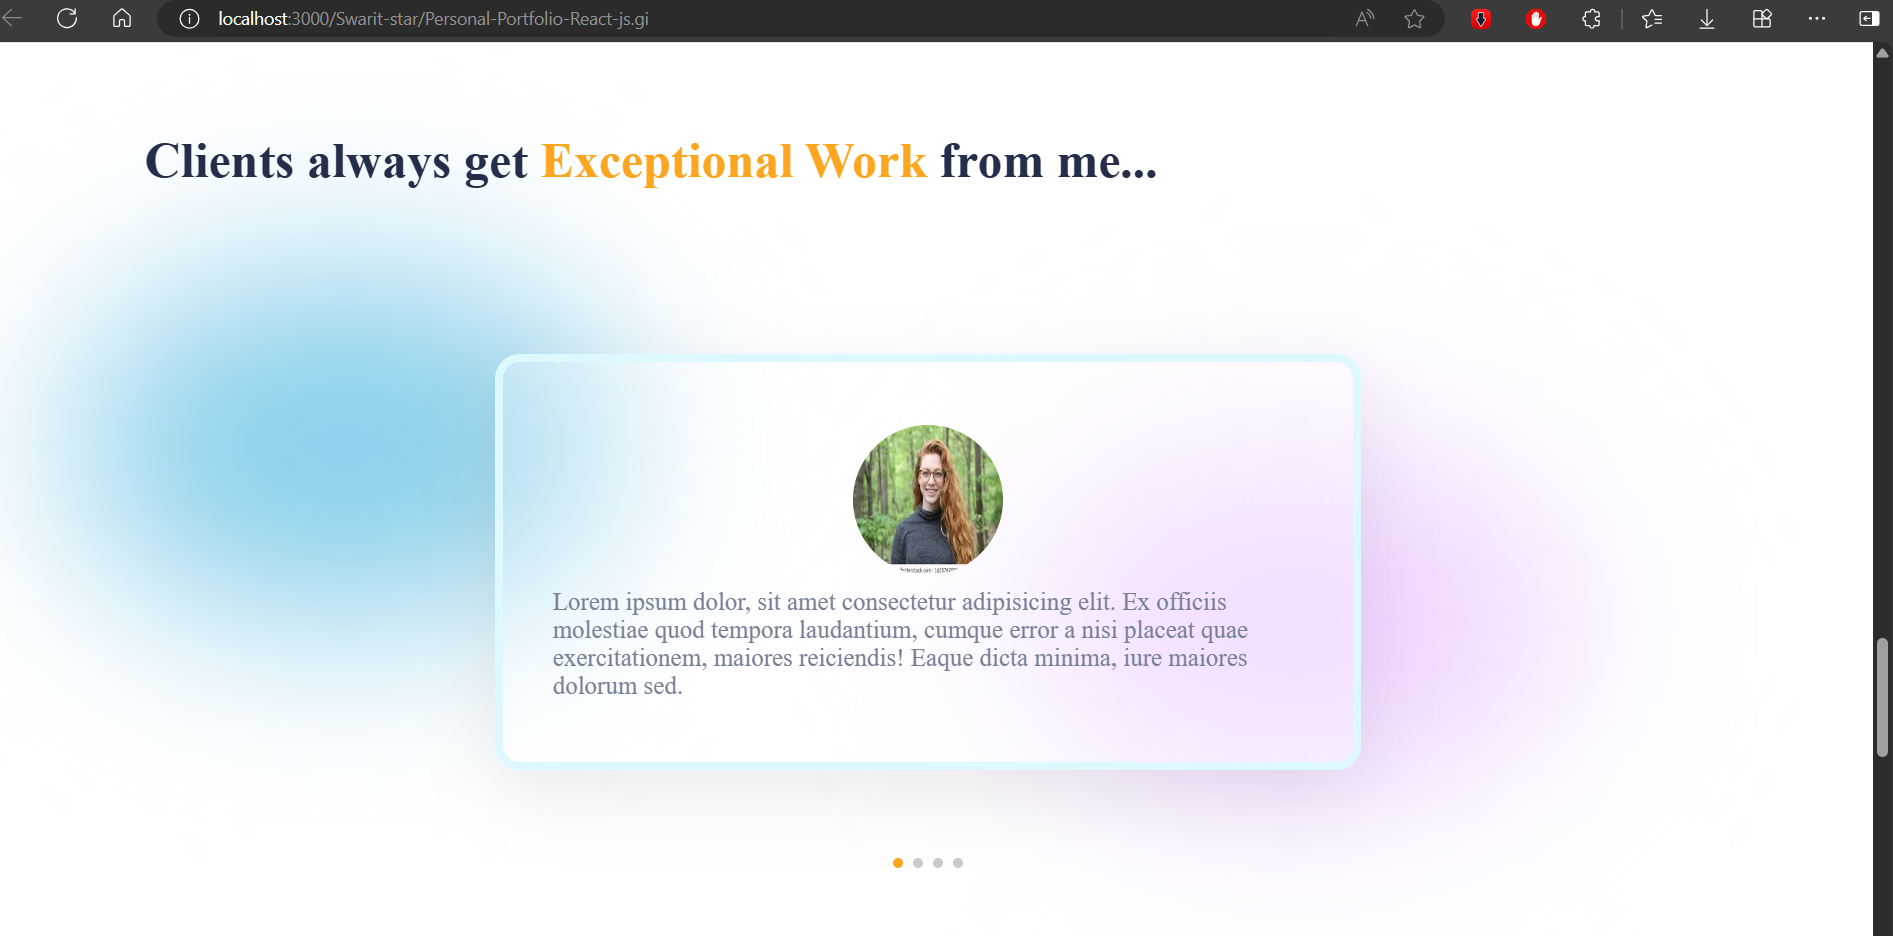 localhost:3000/Swarit-star/Personal-Portfolio-React-js.gi
Clients always get Exceptional Work from me...
Lorem ipsum dolor, sit amet consectetur adipisicing elit. Ex officiis
molestiae quod tempora laudantium, cumque error a nisi placeat quae
exercitationem, maiores reiciendis! Eaque dicta minima, iure maiores
dolorum sed.